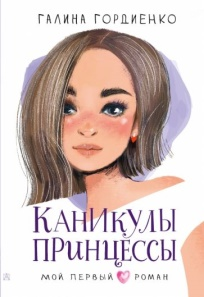 ГАЛИНА ГОРДИЕНКО
КАНИКУЛЫ
ПРИНЦЕССЫ
МОЙ ПЕРВЫЙ РОМАН